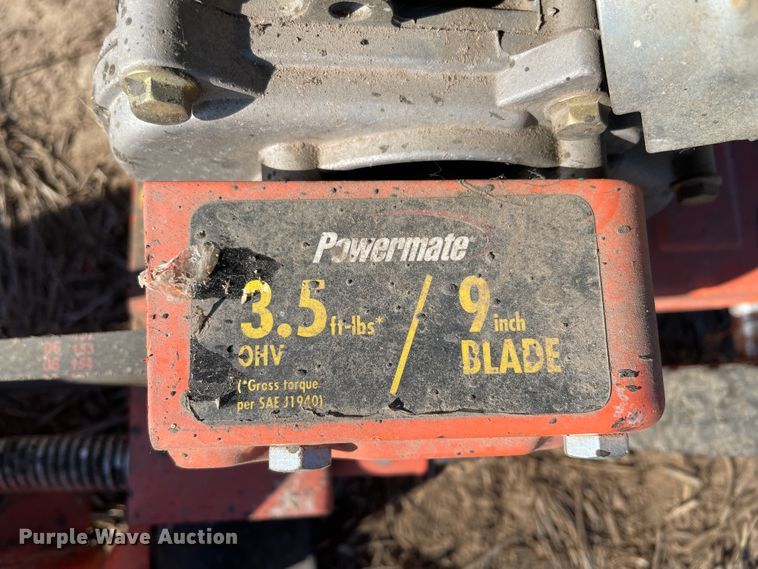 Powermate
3.5 ft-lbs* / 9 inch
OHV BLADE
(*Gross torque
per SAE J1940)
Purple Wave Auction